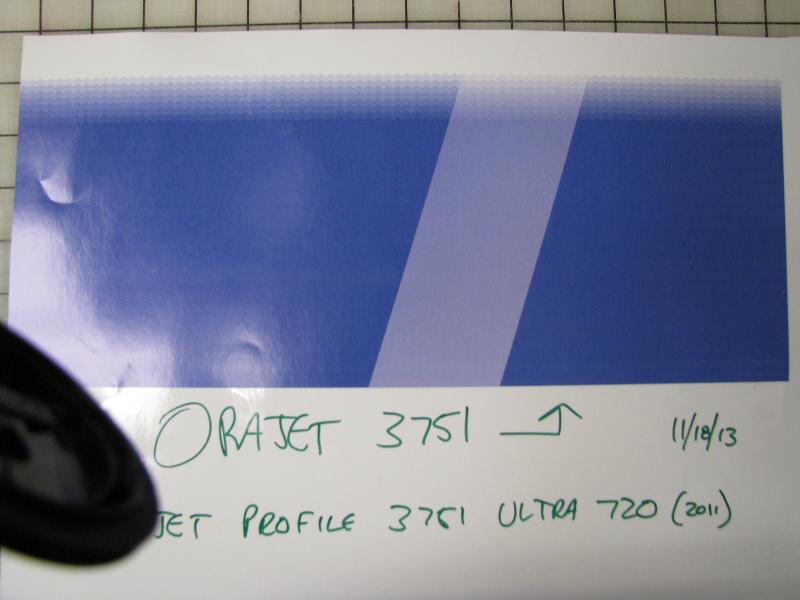 ORAJET 3751 11/18/13
JET PROFILE 3751 ULTRA 720 (2011)